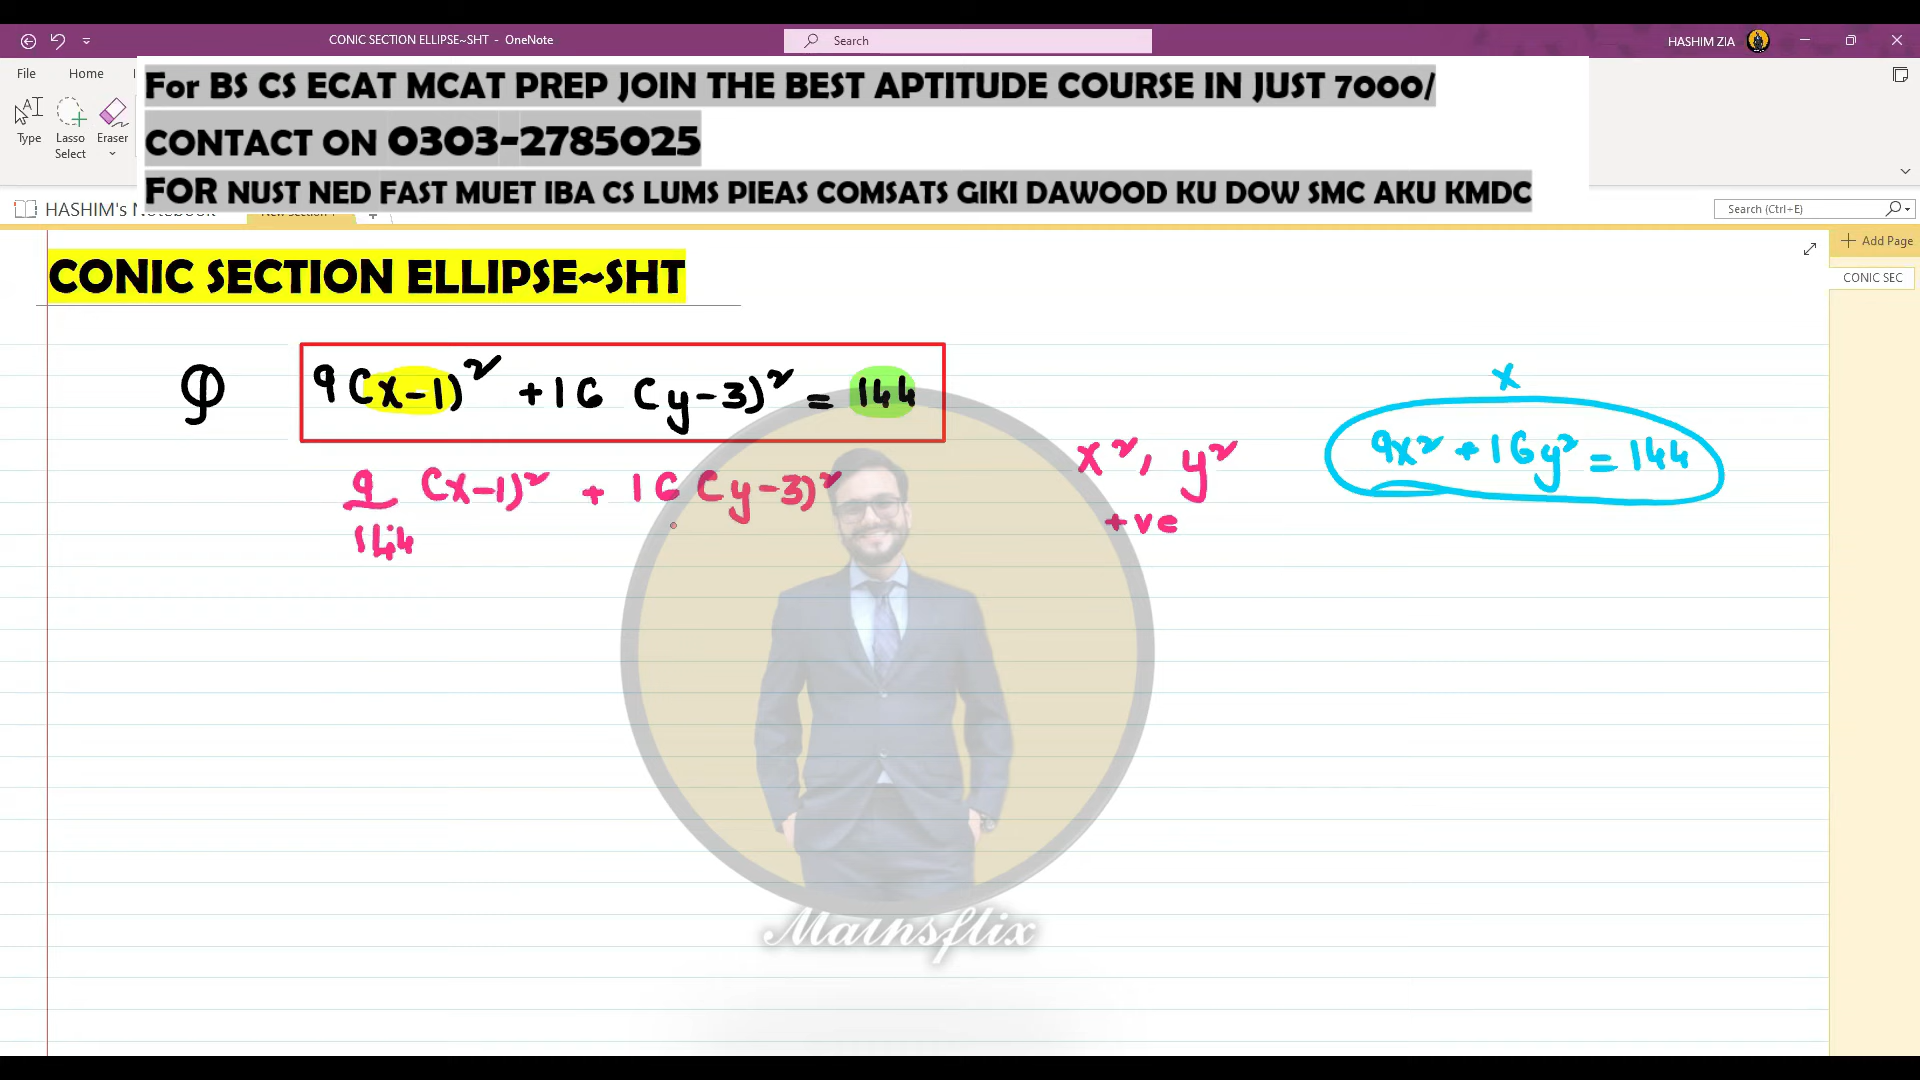 CONIC SECTION ELLIPSE~SHT - OneNote
Search
HASHIM ZIA
File Home
For BS CS ECAT MCAT PREP JOIN THE BEST APTITUDE COURSE IN JUST 7000/
CONTACT ON 0303-2785025
FOR NUST NED FAST MUET IBA CS LUMS PIEAS COMSATS GIKI DAWOOD KU DOW SMC AKU KMDC
Type
Lasso Select
Eraser
HASHIM's Notebook
Search (Ctrl+E)
Add Page
CONIC SEC
CONIC SECTION ELLIPSE~SHT
9(x-1)² +16 (y-3)² = 144
x
9x² + 16y² = 144
x², y²
+ve
9 (x-1)² + 16 (y-3)²
144
Mainsflix